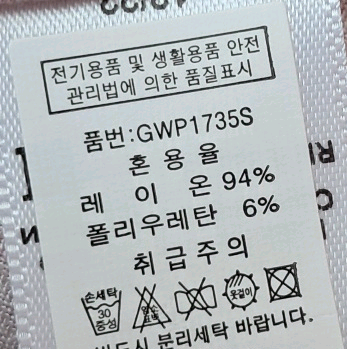 전기용품 및 생활용품 안전
관리법에 의한 품질표시
품번:GWP1735S
혼 용 율
레 이 온 94%
폴리우레탄 6%
취 급 주 의
손세탁
30
중성
옷걸이
반드시 분리세탁 바랍니다.